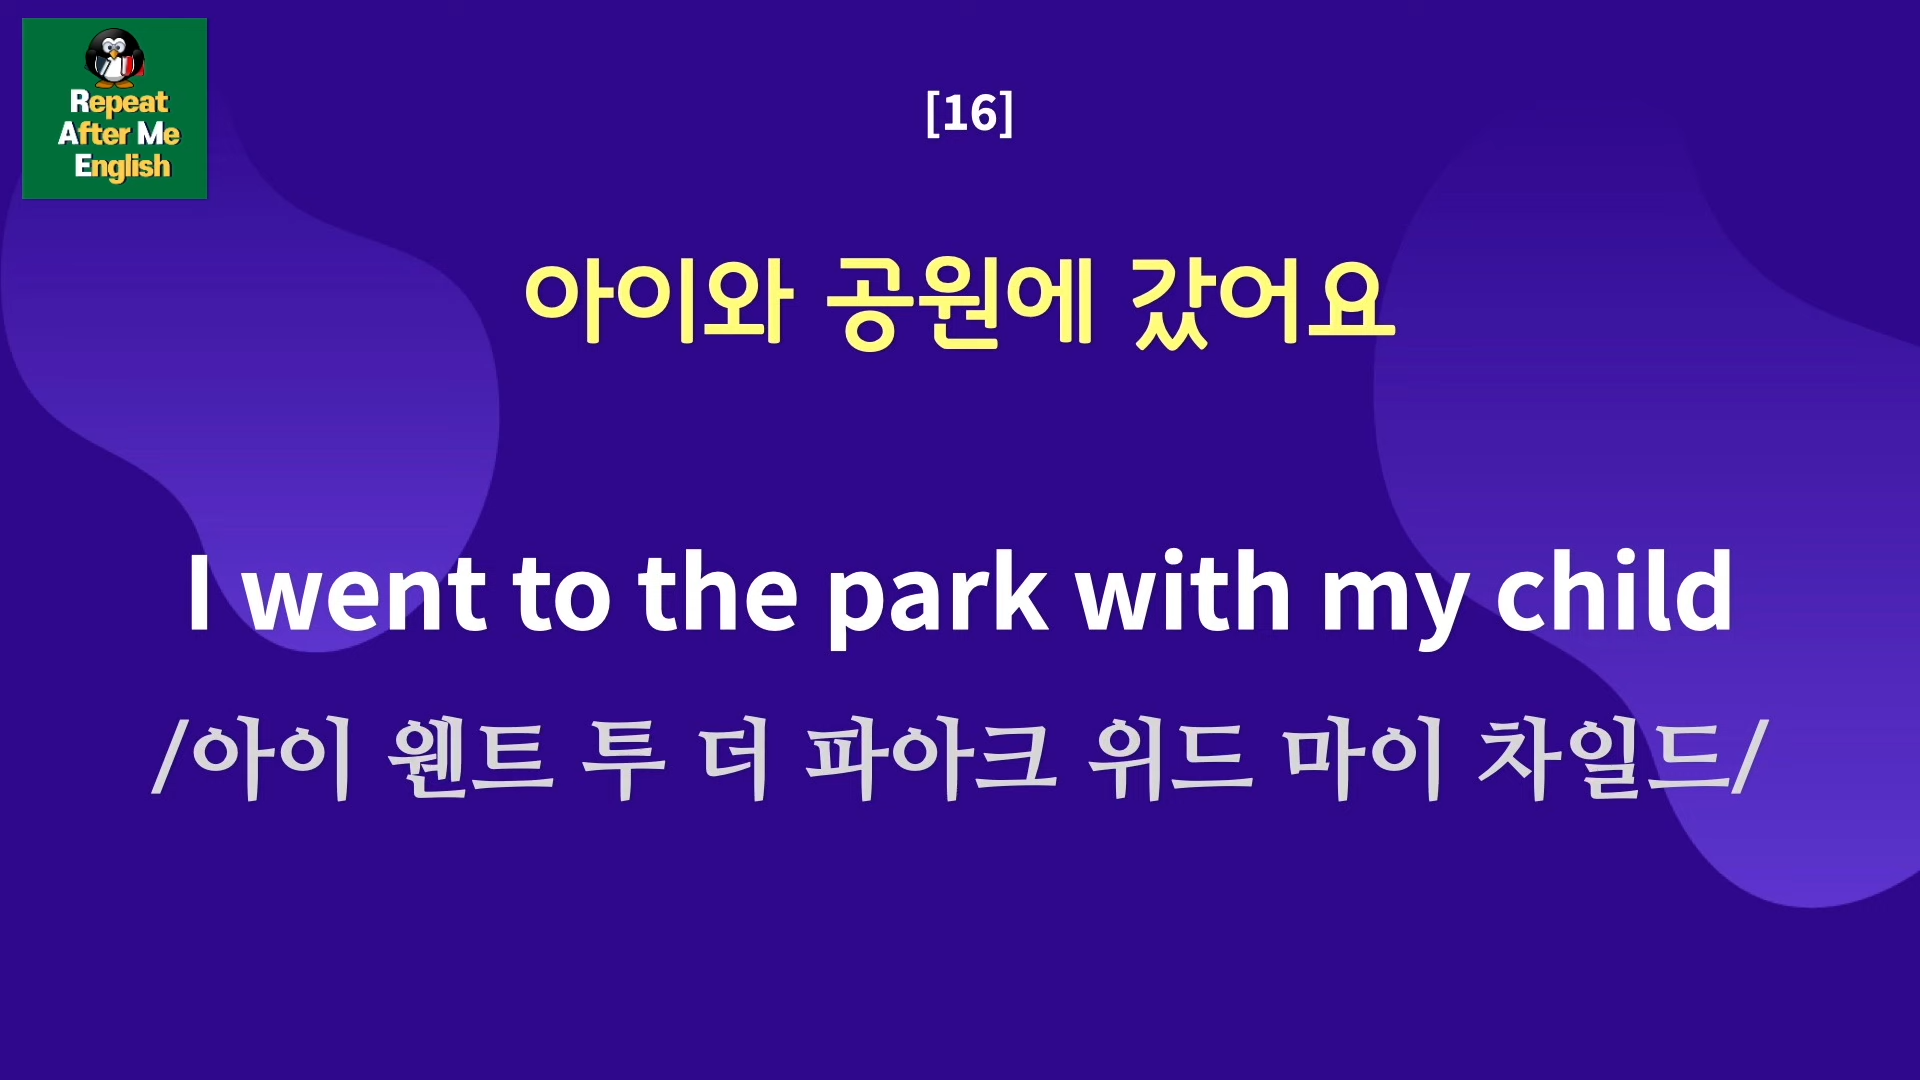 Repeat
After Me
English
[16]
아이와 공원에 갔어요
I went to the park with my child
/아이 웬트 투 더 파아크 위드 마이 차일드/